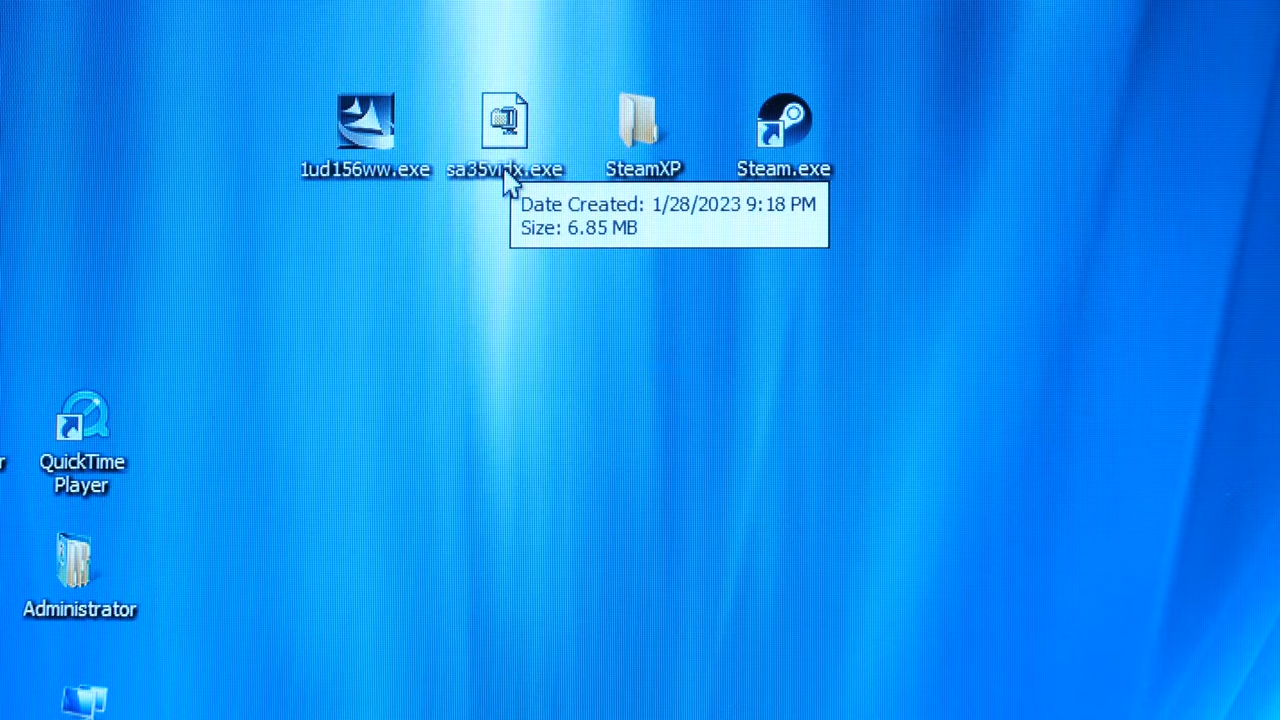 1ud156ww.exe
sa35vidx.exe
SteamXP
Steam.exe
Date Created: 1/28/2023 9:18 PM
Size: 6.85 MB
r
QuickTime
Player
Administrator